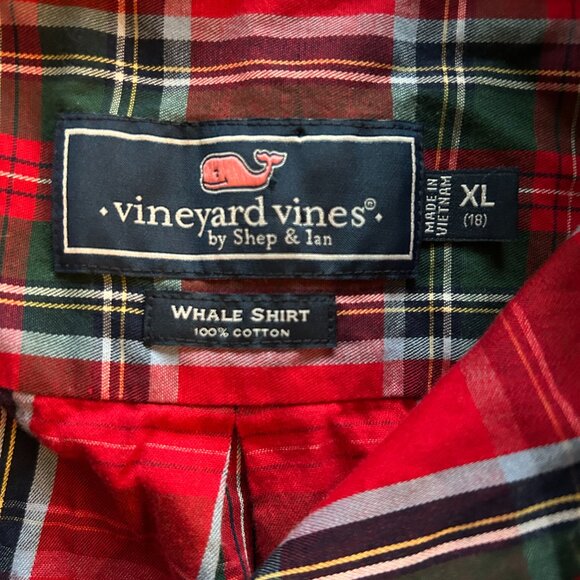 vineyard vines®
by Shep & Ian
MADE IN
VIETNAM
XL
(18)
WHALE SHIRT
100% COTTON